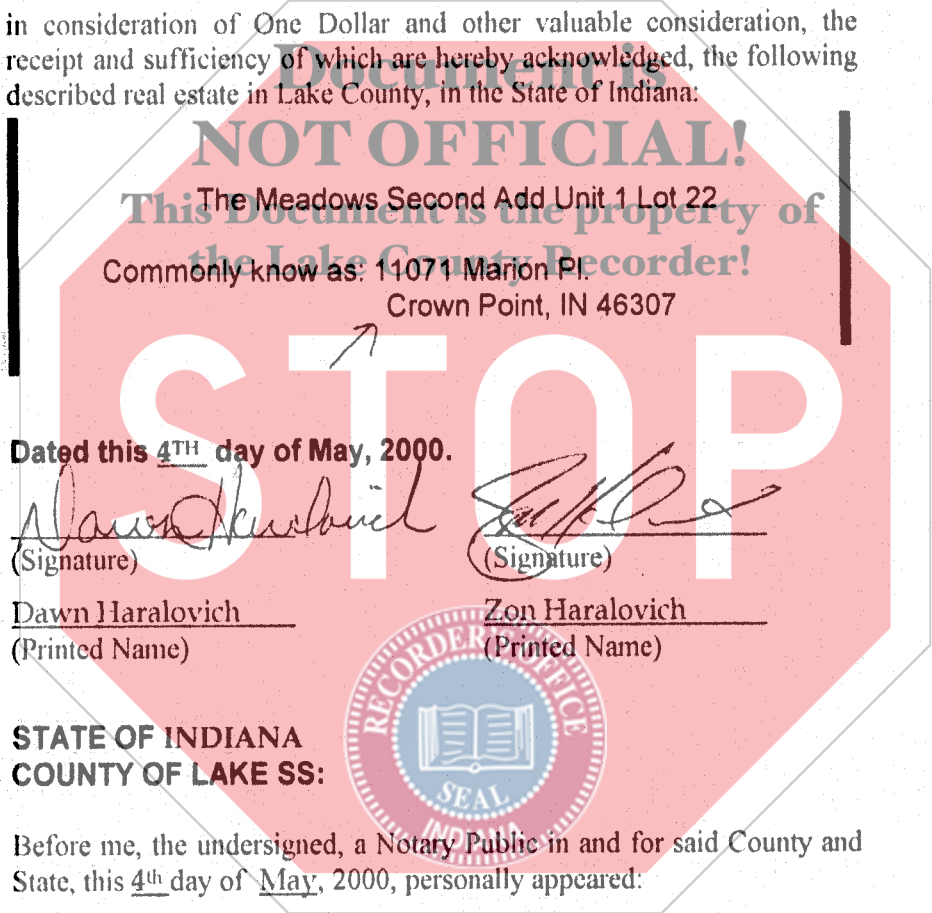 in consideration of One Dollar and other valuable consideration, the
receipt and sufficiency of which are hereby acknowledged, the following
described real estate in Lake County, in the State of Indiana:
Document is
NOT OFFICIAL!
This Document is the property of
the Lake County Recorder!
The Meadows Second Add Unit 1 Lot 22
Commonly know as: 11071 Marion Pl.
Crown Point, IN 46307
STOP
Dated this 4TH day of May, 2000.
Dawn Haralovich
(Signature) (Signature)
Dawn Haralovich Zon Haralovich
(Printed Name) (Printed Name)
RECORDER'S OFFICE
SEAL
INDIANA
STATE OF INDIANA
COUNTY OF LAKE SS:
Before me, the undersigned, a Notary Public in and for said County and
State, this 4th day of May, 2000, personally appeared: